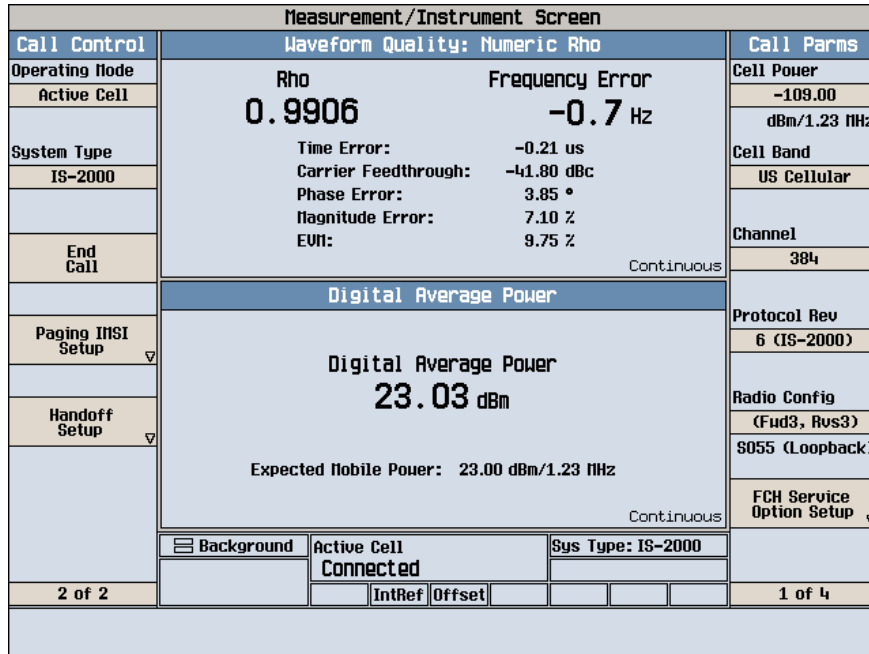 Measurement/Instrument Screen
Call Control
Operating Mode
Active Cell
System Type
IS-2000
End
Call
Paging IMSI
Setup
Handoff
Setup
2 of 2
Waveform Quality: Numeric Rho
Rho Frequency Error
0.9906 -0.7 Hz
Time Error: -0.21 us
Carrier Feedthrough: -41.80 dBc
Phase Error: 3.85 °
Magnitude Error: 7.10 %
EVM: 9.75 %
Continuous
Digital Average Power
Digital Average Power
23.03 dBm
Expected Mobile Power: 23.00 dBm/1.23 MHz
Continuous
Background
Active Cell
Connected
Sys Type: IS-2000
IntRef Offset
Call Parms
Cell Power
-109.00
dBm/1.23 MHz
Cell Band
US Cellular
Channel
384
Protocol Rev
6 (IS-2000)
Radio Config
(Fwd3, Rvs3)
SO55 (Loopback)
FCH Service
Option Setup
1 of 4